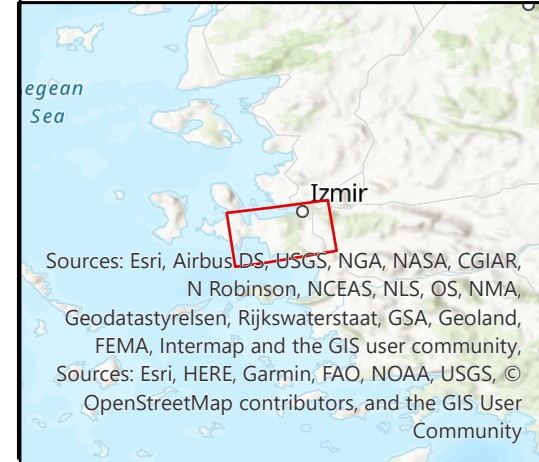 egean
Sea
Izmir
Sources: Esri, Airbus DS, USGS, NGA, NASA, CGIAR,
N Robinson, NCEAS, NLS, OS, NMA,
Geodatastyrelsen, Rijkswaterstaat, GSA, Geoland,
FEMA, Intermap and the GIS user community,
Sources: Esri, HERE, Garmin, FAO, NOAA, USGS, ©
OpenStreetMap contributors, and the GIS User
Community